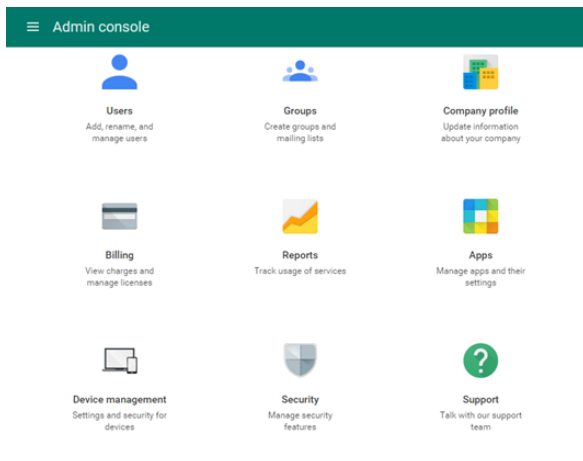 Admin console
Users
Add, rename, and
manage users
Groups
Create groups and
mailing lists
Company profile
Update information
about your company
Billing
View charges and
manage licenses
Reports
Track usage of services
Apps
Manage apps and their
settings
Device management
Settings and security for
devices
Security
Manage security
features
Support
Talk with our support
team